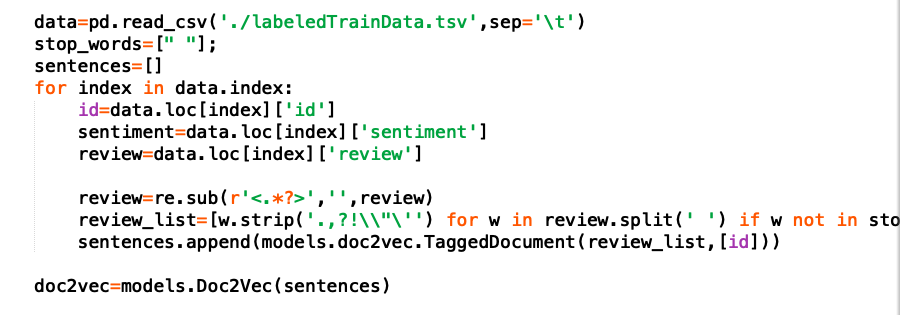 data=pd.read_csv('./labeledTrainData.tsv',sep='\t')
stop_words=[" "];
sentences=[]
for index in data.index:
    id=data.loc[index]['id']
    sentiment=data.loc[index]['sentiment']
    review=data.loc[index]['review']
    review=re.sub(r'<.*?>','',review)
    review_list=[w.strip('.,?!\\"\'') for w in review.split(' ') if w not in sto
    sentences.append(models.doc2vec.TaggedDocument(review_list,[id]))
doc2vec=models.Doc2Vec(sentences)